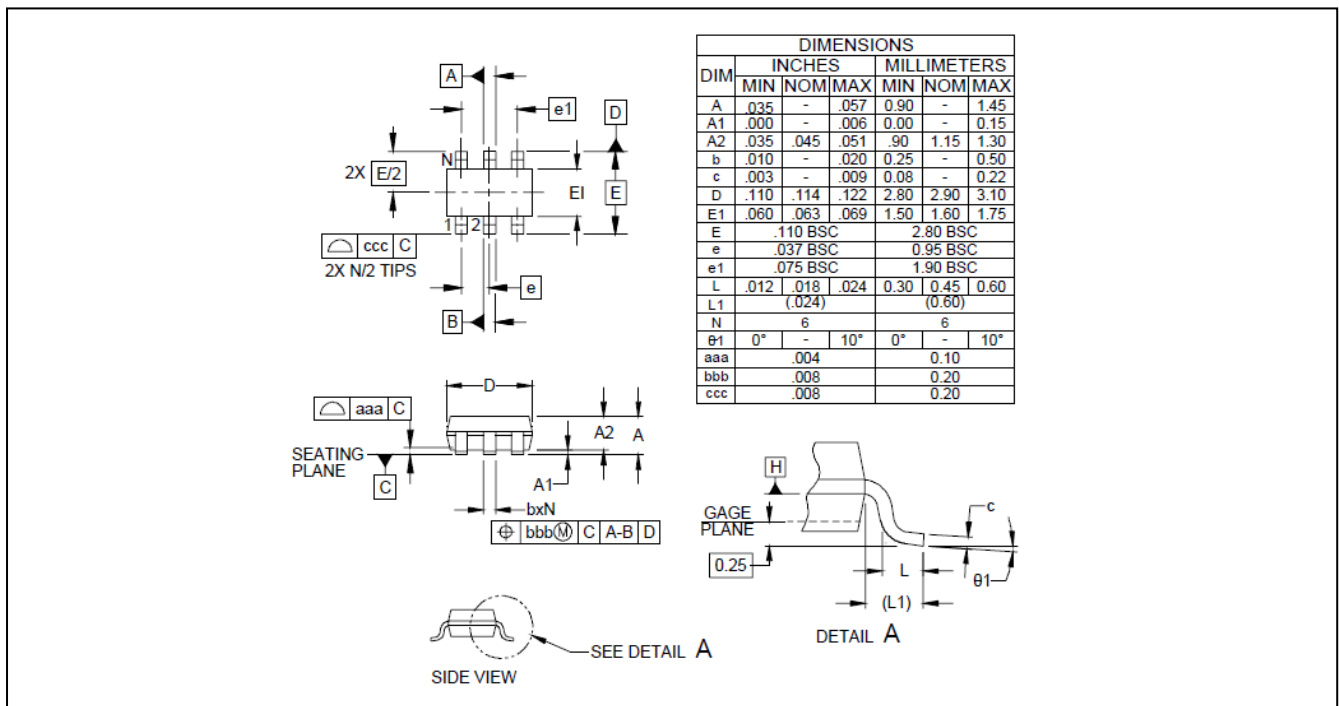 A
e1
D
N
2X E/2
EI
E
1 2
ccc C
2X N/2 TIPS
e
B
DIMENSIONS
DIM INCHES MILLIMETERS
MIN NOM MAX MIN NOM MAX
A .035 - .057 0.90 - 1.45
A1 .000 - .006 0.00 - 0.15
A2 .035 .045 .051 .90 1.15 1.30
b .010 - .020 0.25 - 0.50
c .003 - .009 0.08 - 0.22
D .110 .114 .122 2.80 2.90 3.10
E1 .060 .063 .069 1.50 1.60 1.75
E .110 BSC 2.80 BSC
e .037 BSC 0.95 BSC
e1 .075 BSC 1.90 BSC
L .012 .018 .024 0.30 0.45 0.60
L1 (.024) (0.60)
N 6 6
θ1 0° - 10° 0° - 10°
aaa .004 0.10
bbb .008 0.20
ccc .008 0.20
D
aaa C
A2 A
SEATING
PLANE
C
A1
bxN
⌖ bbbⓂ C A-B D
H
GAGE
PLANE
c
0.25
L
θ1
(L1)
DETAIL A
SEE DETAIL A
SIDE VIEW